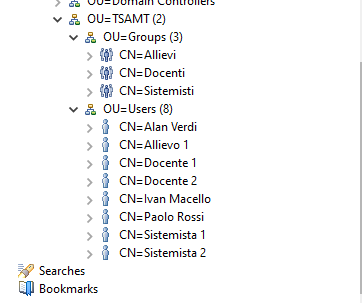 OU=Domain Controllers
OU=TSAMT (2)
OU=Groups (3)
CN=Allievi
CN=Docenti
CN=Sistemisti
OU=Users (8)
CN=Alan Verdi
CN=Allievo 1
CN=Docente 1
CN=Docente 2
CN=Ivan Macello
CN=Paolo Rossi
CN=Sistemista 1
CN=Sistemista 2
Searches
Bookmarks